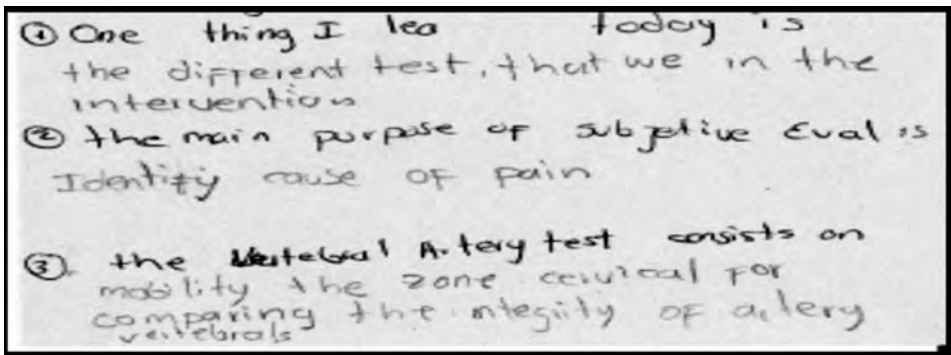 ① One thing I lea today is
the different test, that we in the
intervention
② the main purpose of subjetive Eval is
Identify cause of pain
③. the Vertebral Artery test consists on
mobility the zone cervical for
comparing the integrity of artery
vertebrals